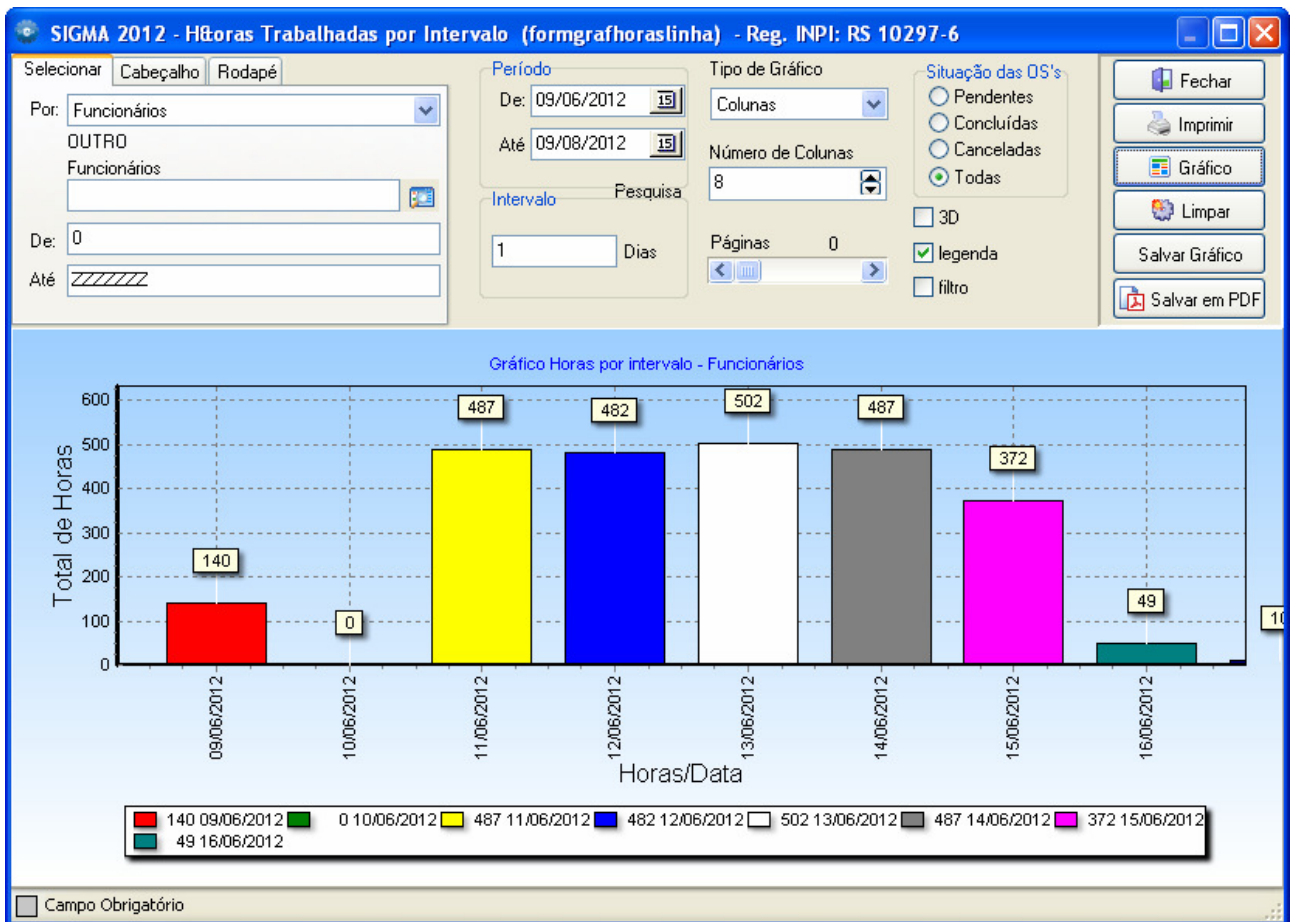 SIGMA 2012 - H&oras Trabalhadas por Intervalo (formgrafhoraslinha) - Reg. INPI: RS 10297-6
Selecionar Cabeçalho Rodapé
Por: Funcionários
OUTRO
Funcionários
De: 0
Até ZZZZZZZ
Período
De: 09/06/2012 15
Até 09/08/2012 15
Pesquisa
Intervalo
1 Dias
Tipo de Gráfico
Colunas
Número de Colunas
8
Páginas 0
Situação das OS's
Pendentes
Concluídas
Canceladas
Todas
3D
legenda
filtro
Fechar
Imprimir
Gráfico
Limpar
Salvar Gráfico
Salvar em PDF
Gráfico Horas por intervalo - Funcionários
Total de Horas
600
500
400
300
200
100
0
140
0
487
482
502
487
372
49
10
09/06/2012
10/06/2012
11/06/2012
12/06/2012
13/06/2012
14/06/2012
15/06/2012
16/06/2012
Horas/Data
140 09/06/2012 0 10/06/2012 487 11/06/2012 482 12/06/2012 502 13/06/2012 487 14/06/2012 372 15/06/2012
49 16/06/2012
Campo Obrigatório